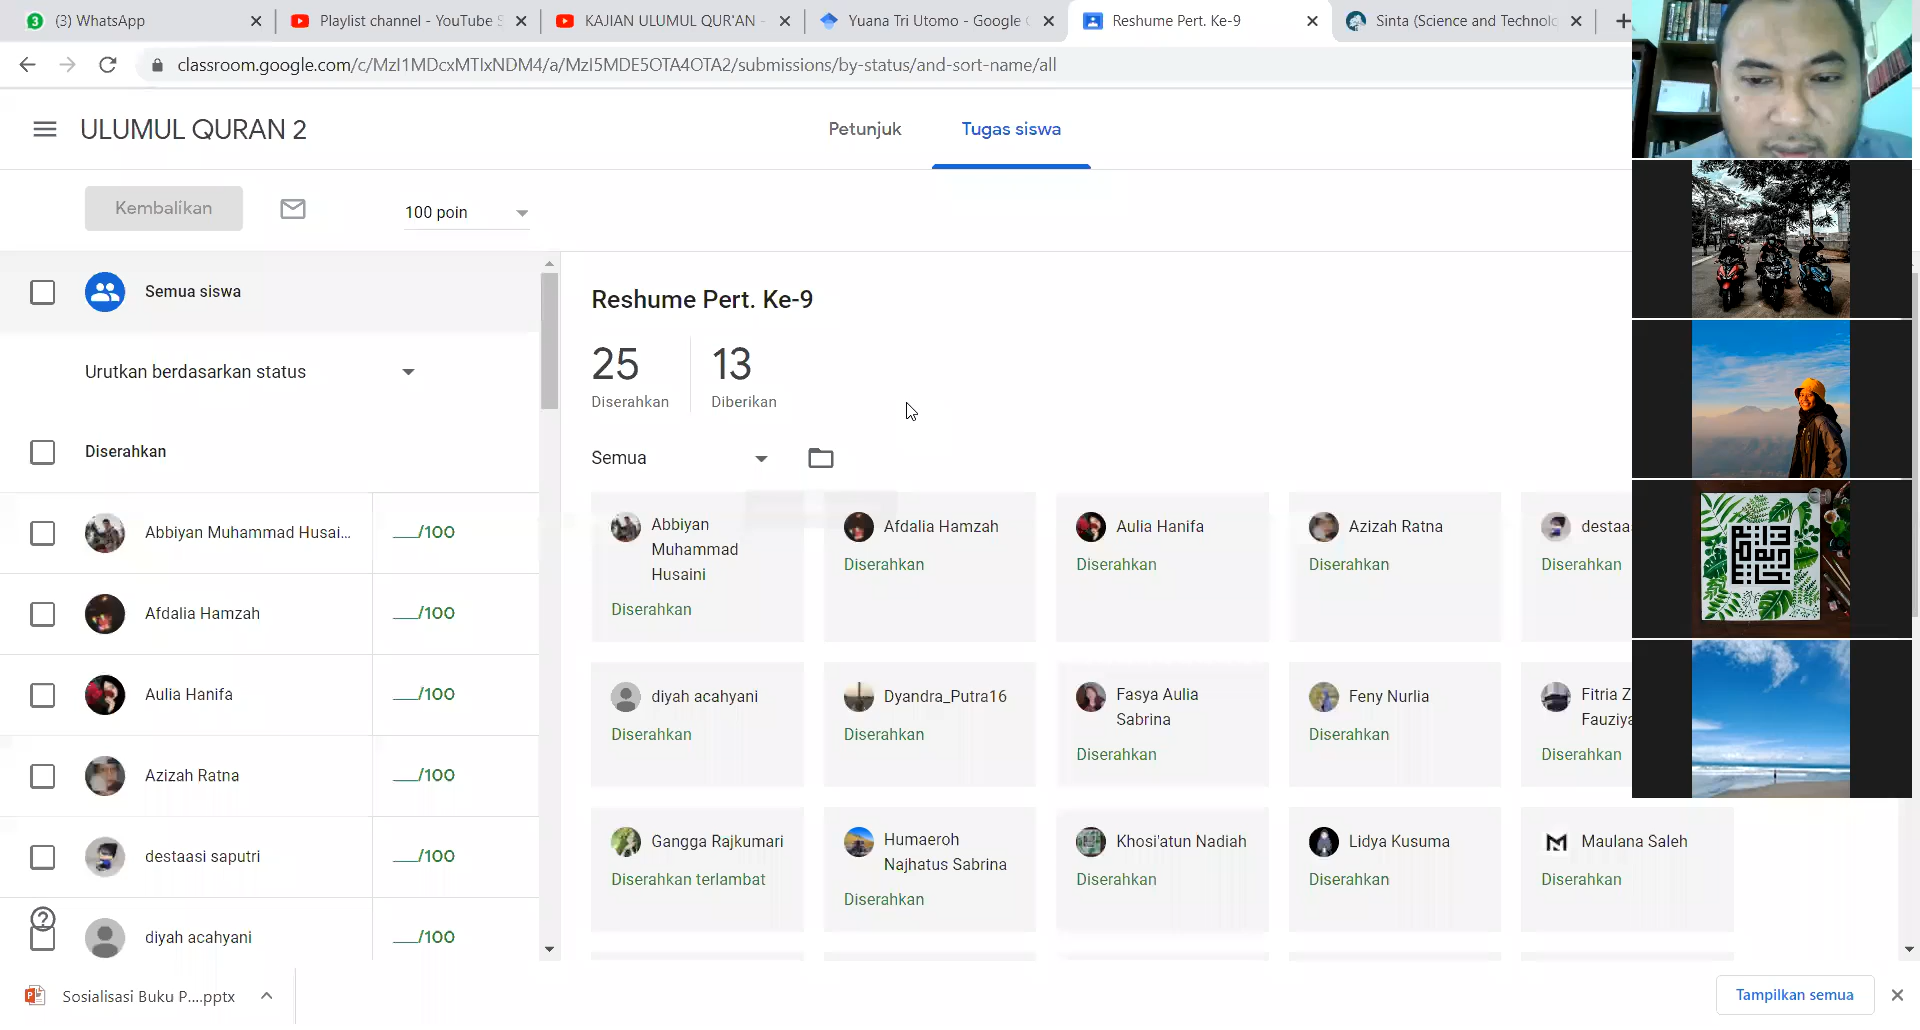 (3) WhatsApp
Playlist channel - YouTube S
KAJIAN ULUMUL QUR'AN -
Yuana Tri Utomo - Google
Reshume Pert. Ke-9
Sinta (Science and Technolo
classroom.google.com/c/MzI1MDcxMTIxNDM4/a/MzI5MDE5OTA4OTA2/submissions/by-status/and-sort-name/all
ULUMUL QURAN 2
Petunjuk
Tugas siswa
Kembalikan
100 poin
Semua siswa
Urutkan berdasarkan status
Diserahkan
Abbiyan Muhammad Husai...
__/100
Afdalia Hamzah
__/100
Aulia Hanifa
__/100
Azizah Ratna
__/100
destaasi saputri
__/100
diyah acahyani
__/100
Reshume Pert. Ke-9
25
Diserahkan
13
Diberikan
Semua
Abbiyan
Muhammad
Husaini
Diserahkan
Afdalia Hamzah
Diserahkan
Aulia Hanifa
Diserahkan
Azizah Ratna
Diserahkan
destaa
Diserahkan
diyah acahyani
Diserahkan
Dyandra_Putra16
Diserahkan
Fasya Aulia
Sabrina
Diserahkan
Feny Nurlia
Diserahkan
Fitria Z
Fauziya
Diserahkan
Gangga Rajkumari
Diserahkan terlambat
Humaeroh
Najhatus Sabrina
Diserahkan
Khosi'atun Nadiah
Diserahkan
Lidya Kusuma
Diserahkan
Maulana Saleh
Diserahkan
Sosialisasi Buku P....pptx
Tampilkan semua